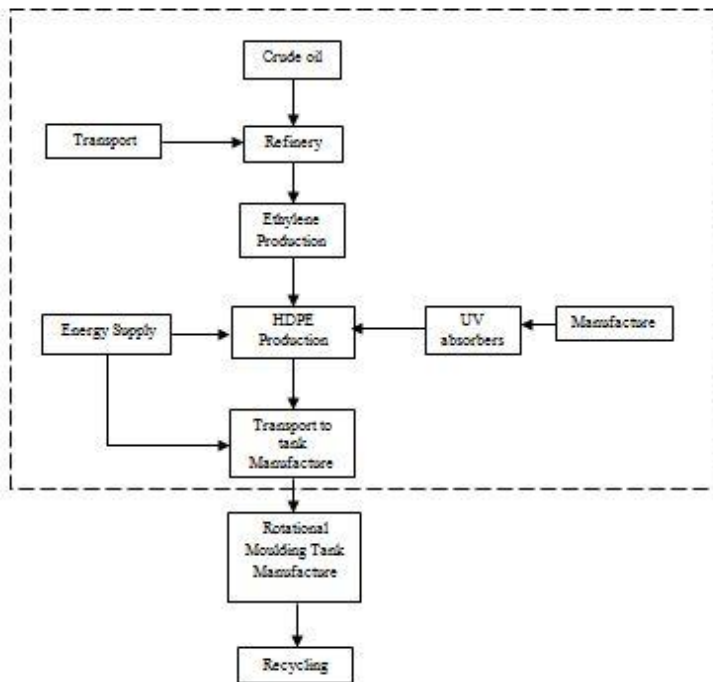 Crude oil
Transport
Refinery
Ethylene
Production
Energy Supply
HDPE
Production
UV
absorbers
Manufacture
Transport to
tank
Manufacture
Rotational
Moulding Tank
Manufacture
Recycling